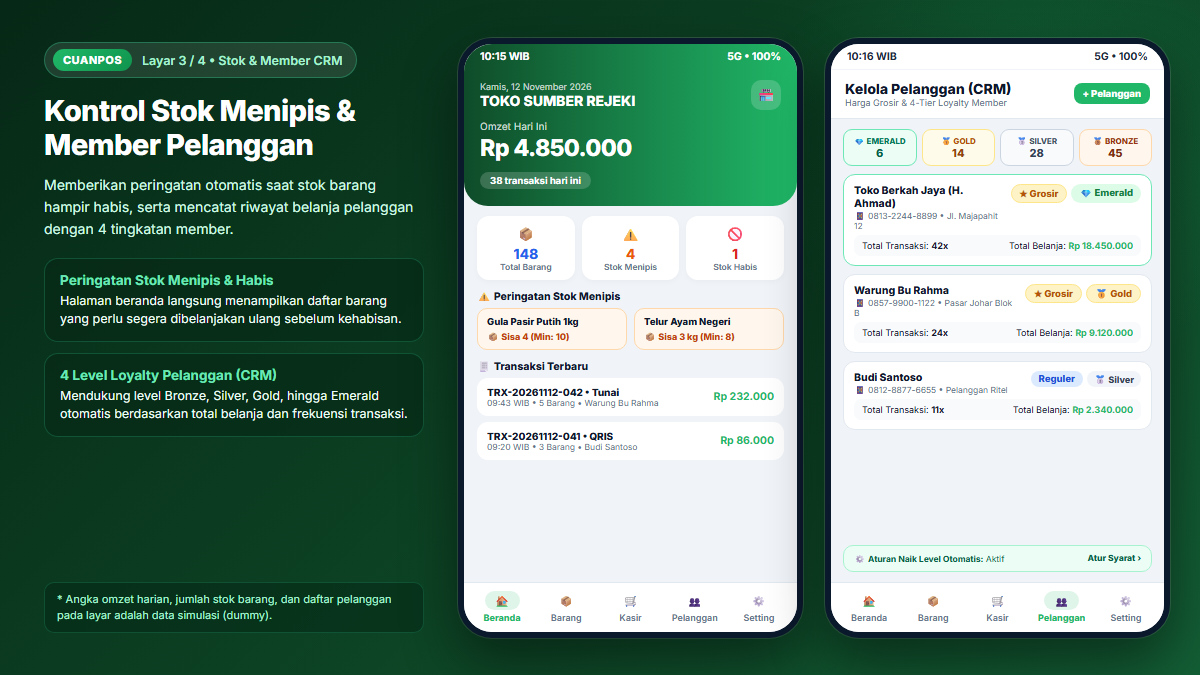 CUANPOS
Layar 3 / 4 • Stok & Member CRM
Kontrol Stok Menipis &
Member Pelanggan
Memberikan peringatan otomatis saat stok barang
hampir habis, serta mencatat riwayat belanja pelanggan
dengan 4 tingkatan member.
Peringatan Stok Menipis & Habis
Halaman beranda langsung menampilkan daftar barang
yang perlu segera dibelanjakan ulang sebelum kehabisan.
4 Level Loyalty Pelanggan (CRM)
Mendukung level Bronze, Silver, Gold, hingga Emerald
otomatis berdasarkan total belanja dan frekuensi transaksi.
* Angka omzet harian, jumlah stok barang, dan daftar pelanggan
pada layar adalah data simulasi (dummy).
10:15 WIB
5G • 100%
Kamis, 12 November 2026
TOKO SUMBER REJEKI
Omzet Hari Ini
Rp 4.850.000
38 transaksi hari ini
148
Total Barang
4
Stok Menipis
1
Stok Habis
Peringatan Stok Menipis
Gula Pasir Putih 1kg
Sisa 4 (Min: 10)
Telur Ayam Negeri
Sisa 3 kg (Min: 8)
Transaksi Terbaru
TRX-20261112-042 • Tunai
09:43 WIB • 5 Barang • Warung Bu Rahma
Rp 232.000
TRX-20261112-041 • QRIS
09:20 WIB • 3 Barang • Budi Santoso
Rp 86.000
Beranda
Barang
Kasir
Pelanggan
Setting
10:16 WIB
5G • 100%
Kelola Pelanggan (CRM)
Harga Grosir & 4-Tier Loyalty Member
+ Pelanggan
EMERALD
6
GOLD
14
SILVER
28
BRONZE
45
Toko Berkah Jaya (H.
Ahmad)
0813-2244-8899 • Jl. Majapahit
12
★ Grosir
Emerald
Total Transaksi: 42x
Total Belanja: Rp 18.450.000
Warung Bu Rahma
0857-9900-1122 • Pasar Johar Blok
B
★ Grosir
Gold
Total Transaksi: 24x
Total Belanja: Rp 9.120.000
Budi Santoso
0812-8877-6655 • Pelanggan Ritel
Reguler
Silver
Total Transaksi: 11x
Total Belanja: Rp 2.340.000
Aturan Naik Level Otomatis: Aktif
Atur Syarat ›
Beranda
Barang
Kasir
Pelanggan
Setting